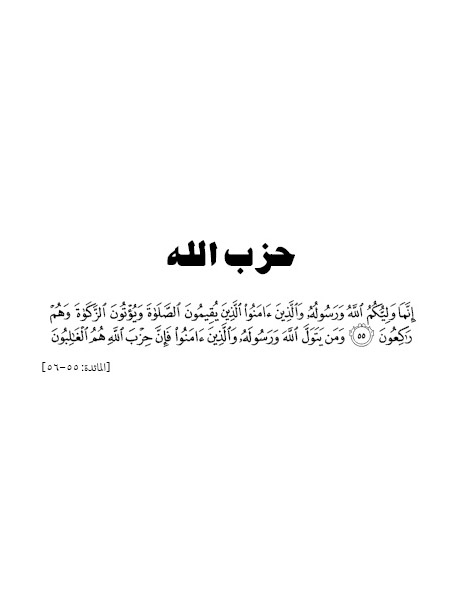 حزب الله
إِنَّمَا وَلِيُّكُمُ ٱللَّهُ وَرَسُولُهُۥ وَٱلَّذِينَ ءَامَنُوا۟ ٱلَّذِينَ يُقِيمُونَ ٱلصَّلَوٰةَ وَيُؤْتُونَ ٱلزَّكَوٰةَ وَهُمْ
رَٰكِعُونَ ۝٥٥ وَمَن يَتَوَلَّ ٱللَّهَ وَرَسُولَهُۥ وَٱلَّذِينَ ءَامَنُوا۟ فَإِنَّ حِزْبَ ٱللَّهِ هُمُ ٱلْغَٰلِبُونَ
[المائدة: ٥٥-٥٦]